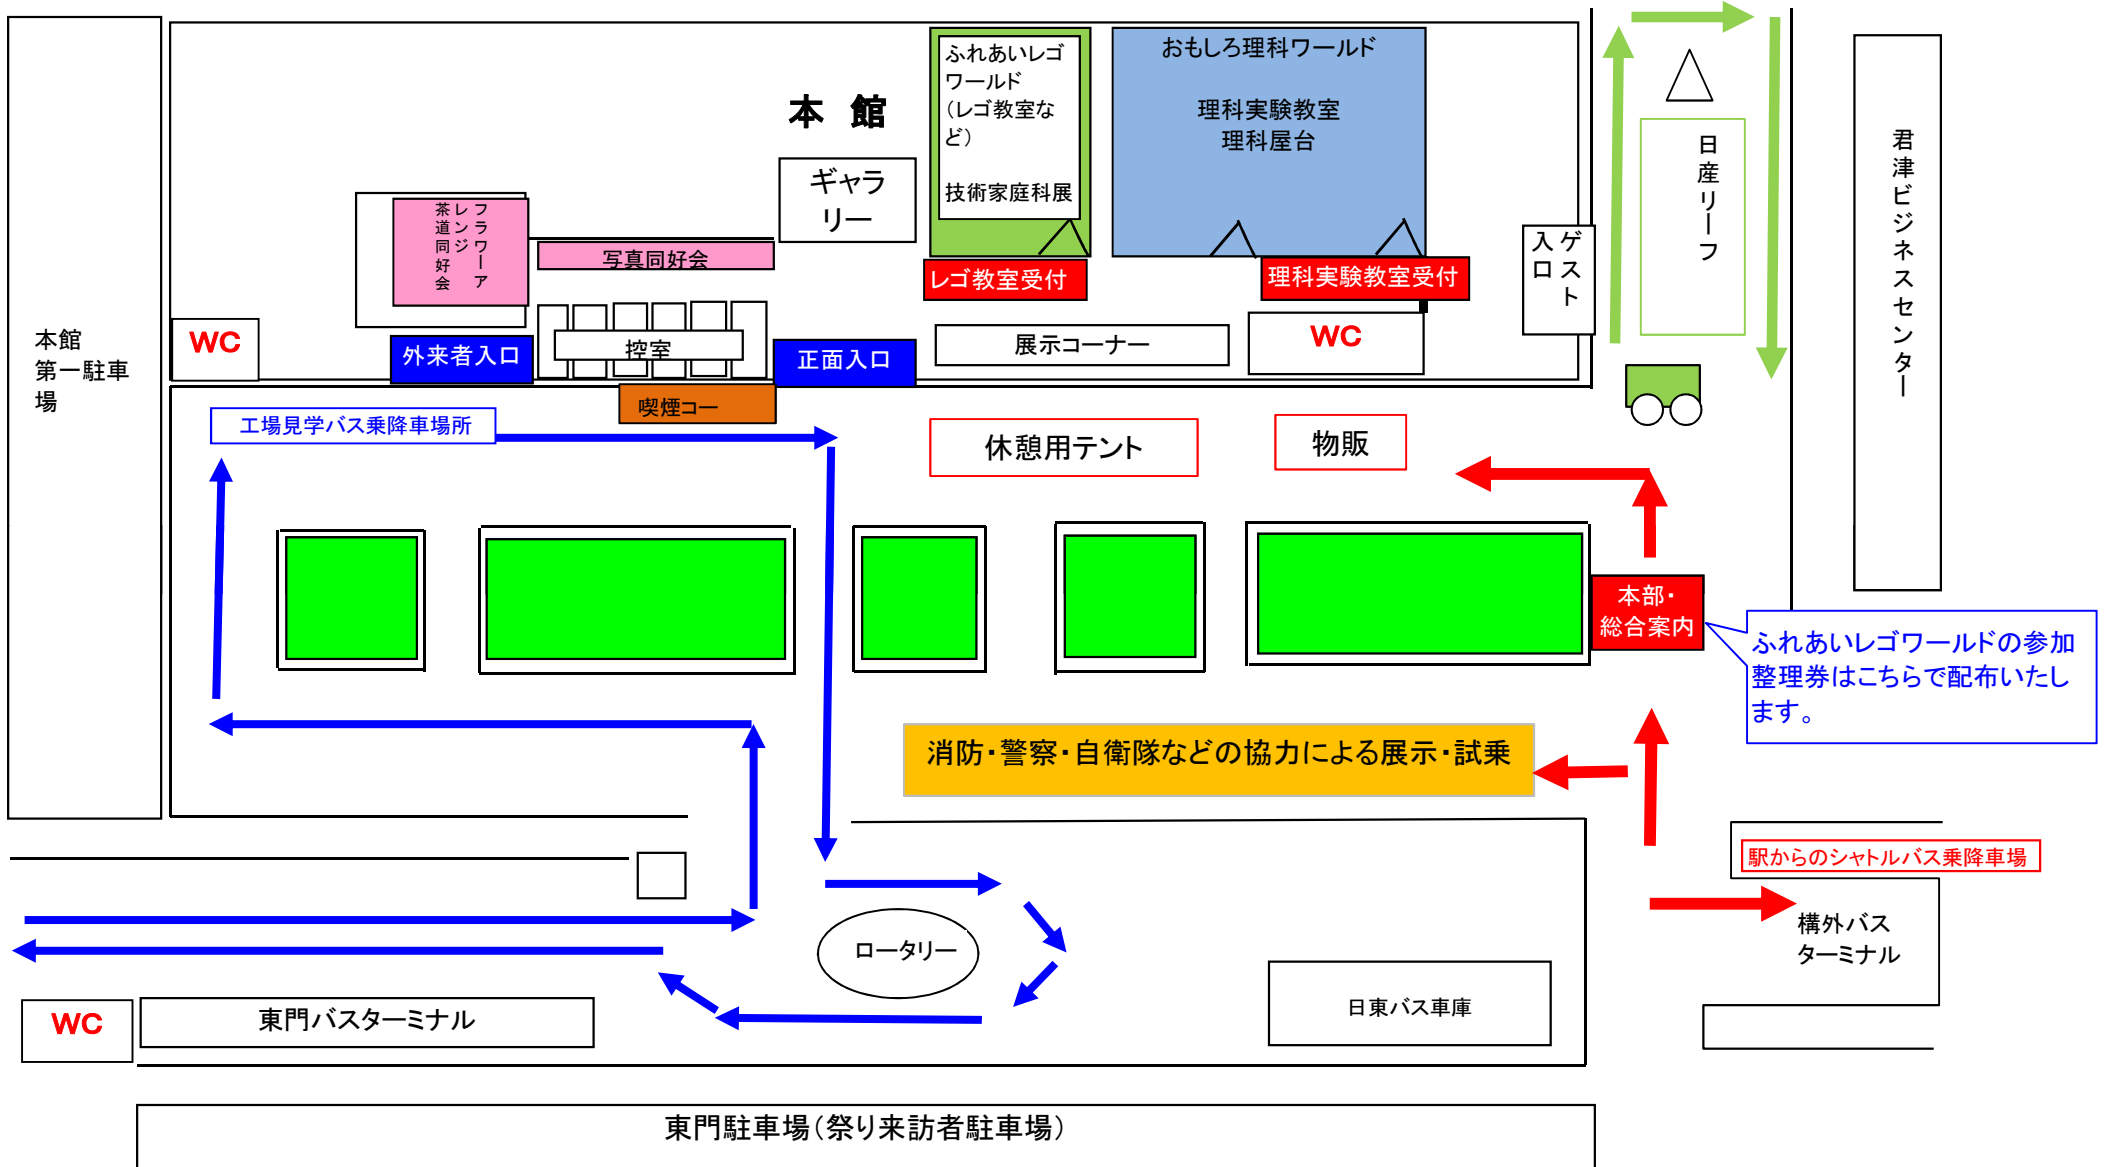 本　館
ふれあいレゴ
ワールド
（レゴ教室な
ど）
技術家庭科展
おもしろ理科ワールド
理科実験教室
理科屋台
ギャラ
リー
フラワーア
レンジ
茶道同好会
写真同好会
レゴ教室受付
理科実験教室受付
ゲスト
入口
日産リーフ
君津ビジネスセンター
本館
第一駐車
場
WC
外来者入口
控室
正面入口
展示コーナー
WC
喫煙コー
工場見学バス乗降車場所
休憩用テント
物販
本部・
総合案内
ふれあいレゴワールドの参加
整理券はこちらで配布いたし
ます。
消防・警察・自衛隊などの協力による展示・試乗
駅からのシャトルバス乗降車場
構外バス
ターミナル
ロータリー
日東バス車庫
WC
東門バスターミナル
東門駐車場（祭り来訪者駐車場）